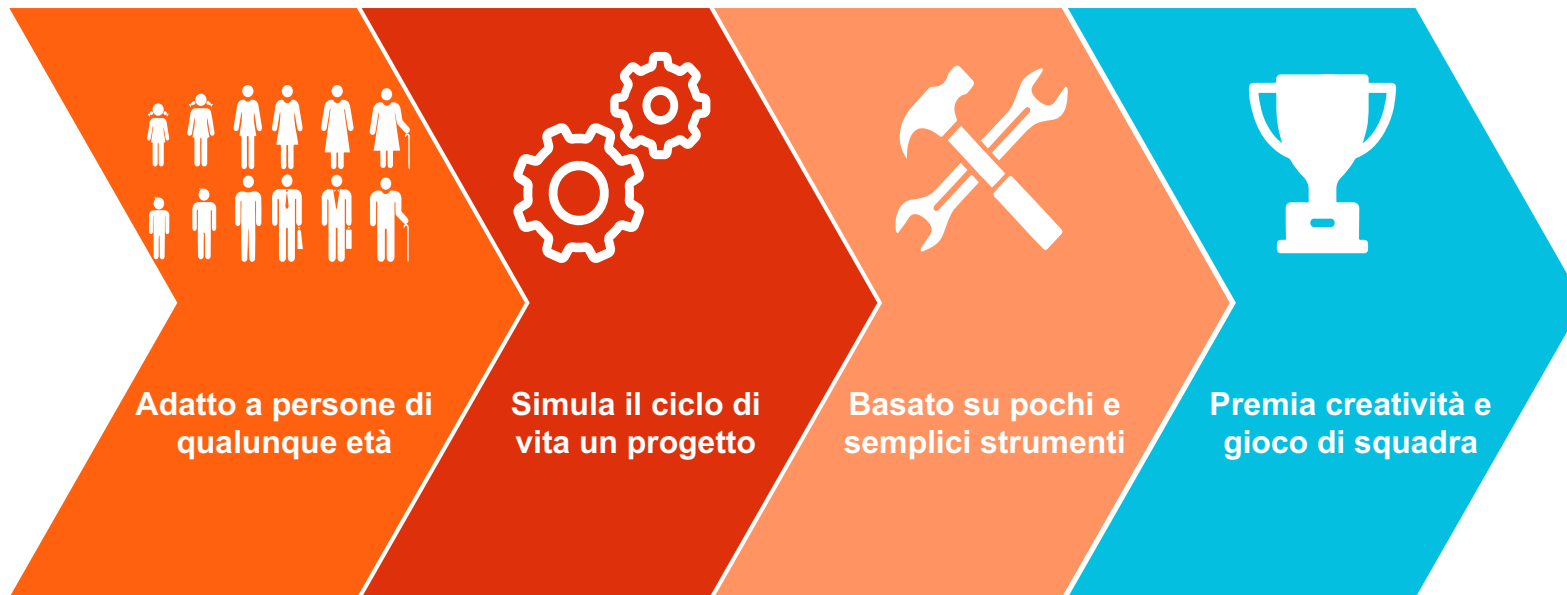 Adatto a persone di
qualunque età
Simula il ciclo di
vita un progetto
Basato su pochi e
semplici strumenti
Premia creatività e
gioco di squadra